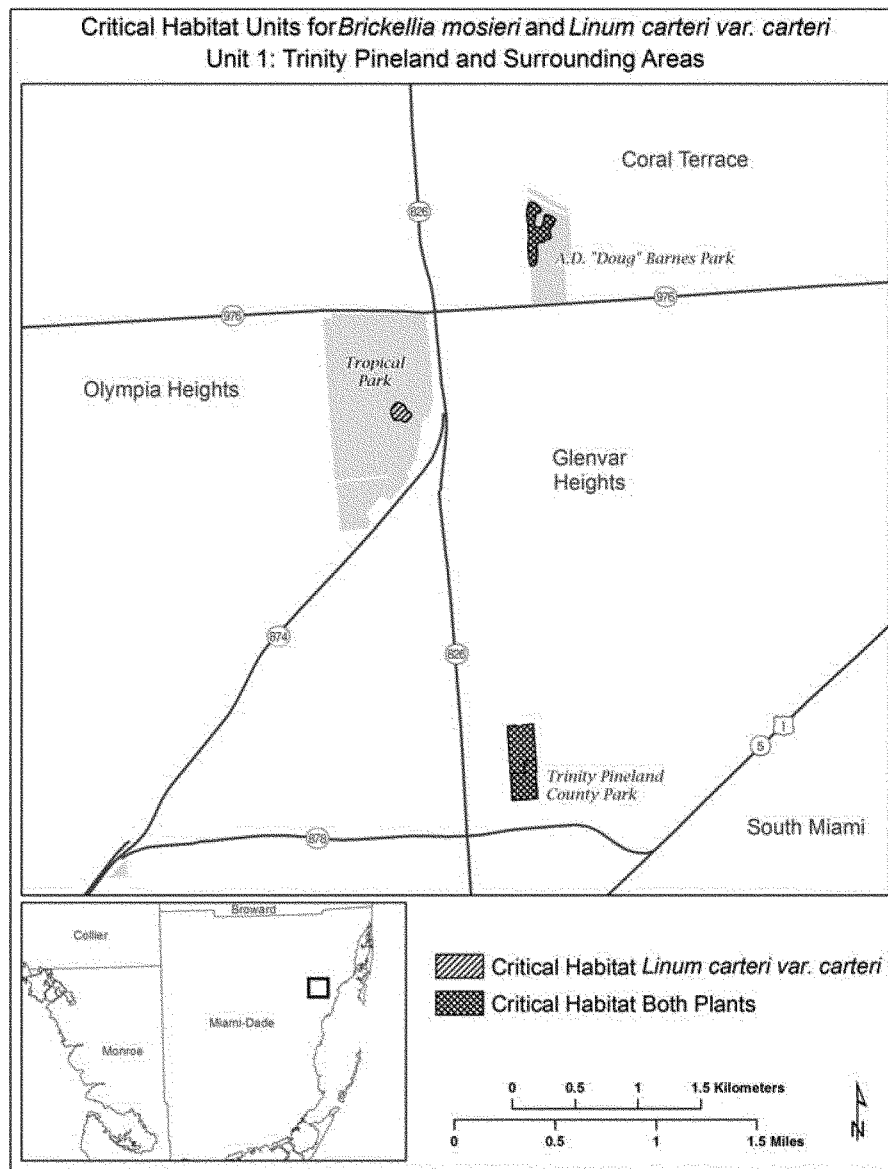 Critical Habitat Units for Brickellia mosieri and Linum carteri var. carteri
Unit 1: Trinity Pineland and Surrounding Areas
Coral Terrace
826
A.D. "Doug" Barnes Park
976
976
Tropical
Park
Olympia Heights
Glenvar
Heights
874
826
1
5
Trinity Pineland
County Park
South Miami
878
Broward
Collier
Miami-Dade
Monroe
Critical Habitat Linum carteri var. carteri
Critical Habitat Both Plants
0 0.5 1 1.5 Kilometers
0 0.5 1 1.5 Miles
N